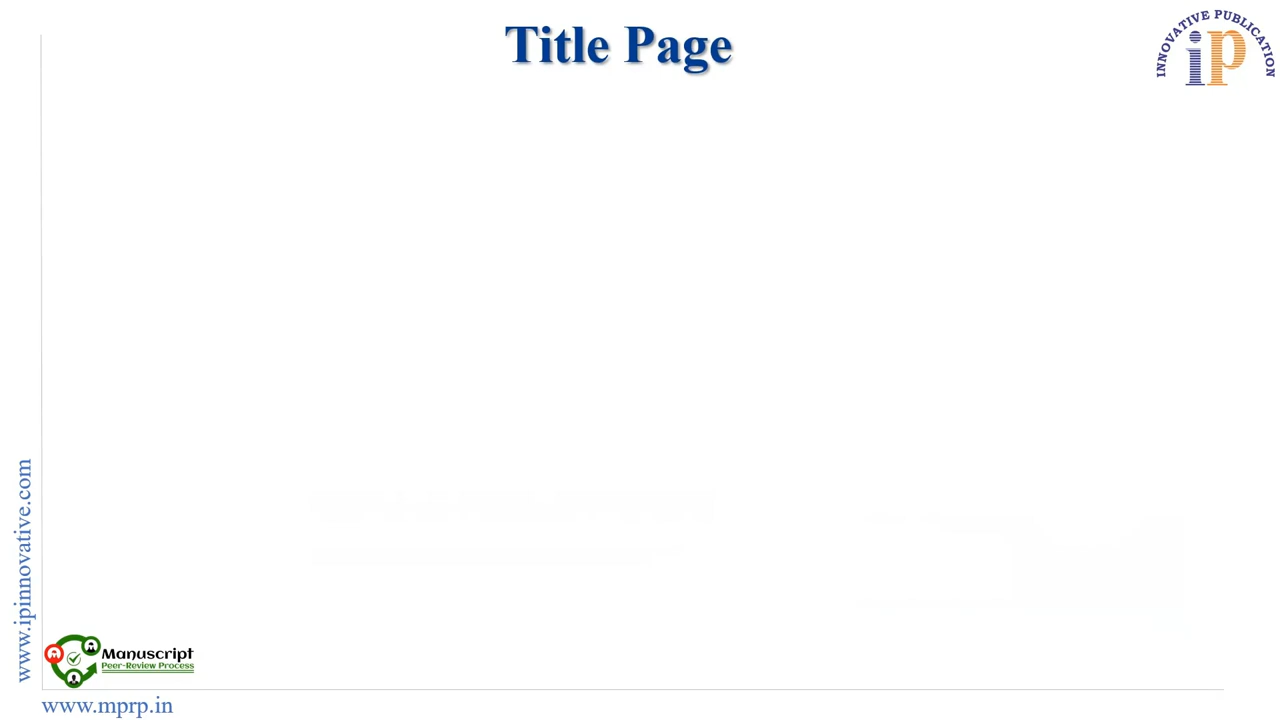 Title Page
INNOVATIVE PUBLICATION
iP
www.ipinnovative.com
Manuscript
Peer-Review Process
www.mprp.in